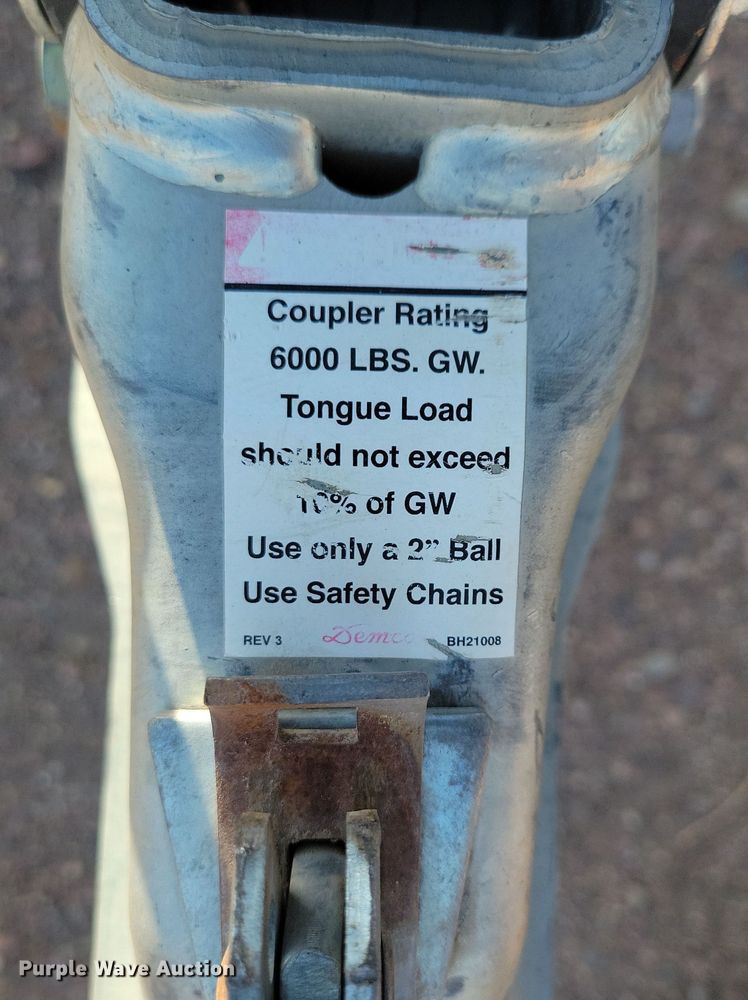 Coupler Rating
6000 LBS. GW.
Tongue Load
should not exceed
10% of GW
Use only a 2" Ball
Use Safety Chains
REV 3 Demco BH21008
Purple Wave Auction